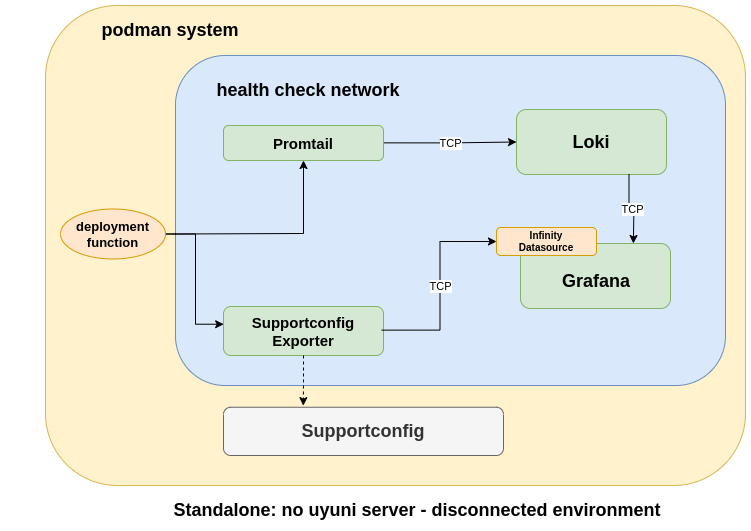 podman system
health check network
Promtail
TCP
Loki
TCP
deployment
function
Infinity
Datasource
Grafana
TCP
Supportconfig
Exporter
Supportconfig
Standalone: no uyuni server - disconnected environment